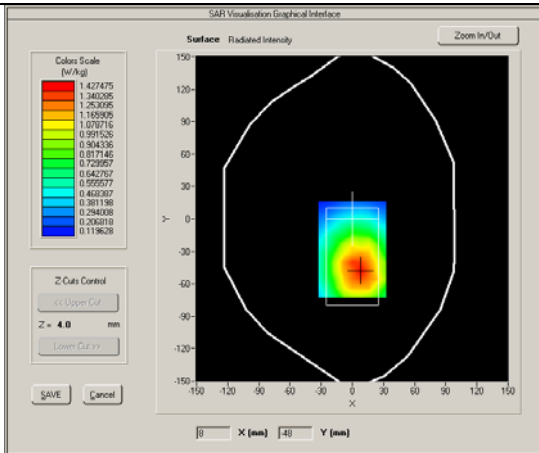 SAR Visualisation Graphical Interface
Surface Radiated Intensity
Zoom In/Out
Colors Scale
(W/kg)
1.427475
1.340285
1.253095
1.165905
1.078716
0.991526
0.904336
0.817146
0.729957
0.642767
0.555577
0.468387
0.381198
0.294008
0.206818
0.119628
Z-Cuts Control
<< Upper Cut
Z = 4.0 mm
Lower Cut >>
SAVE
Cancel
150-
120-
90-
60-
30-
0-
-30-
-60-
-90-
-120-
-150-
Y
-150 -120 -90 -60 -30 0 30 60 90 120 150
X
8 X (mm) -48 Y (mm)